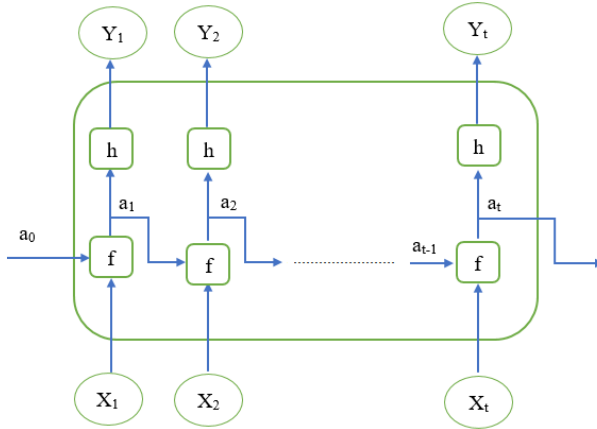 Y₁ Y₂ Yₜ
h h h
a₁ a₂ aₜ
a₀ aₜ₋₁
f f f
X₁ X₂ Xₜ